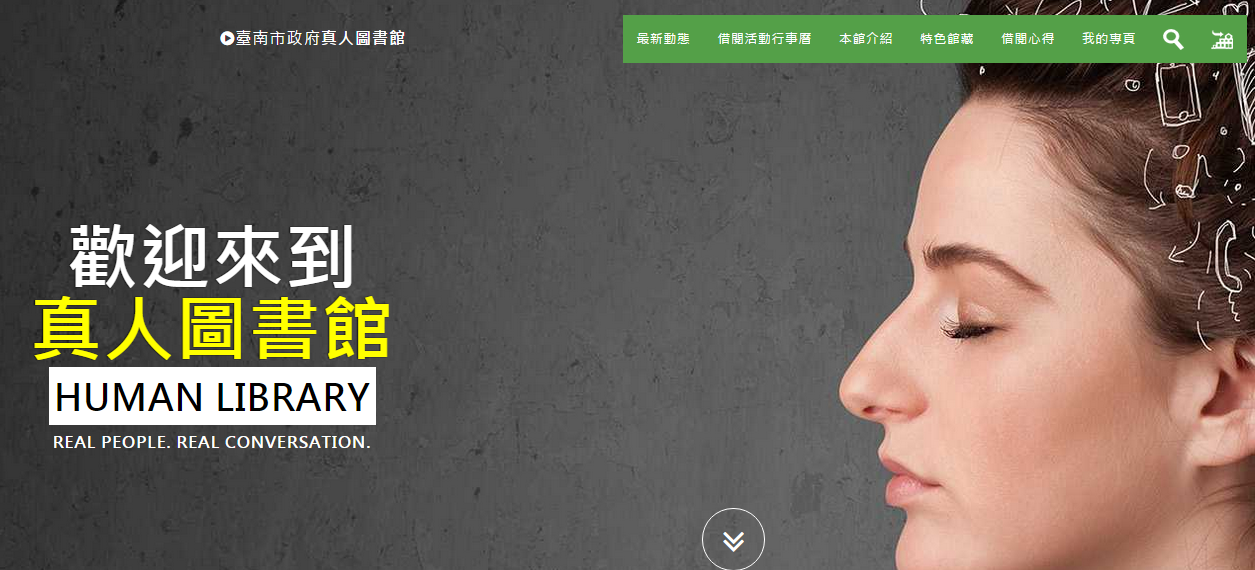 臺南市政府真人圖書館
最新動態 借閱活動行事曆 本館介紹 特色館藏 借閱心得 我的專頁
歡迎來到
真人圖書館
HUMAN LIBRARY
REAL PEOPLE. REAL CONVERSATION.